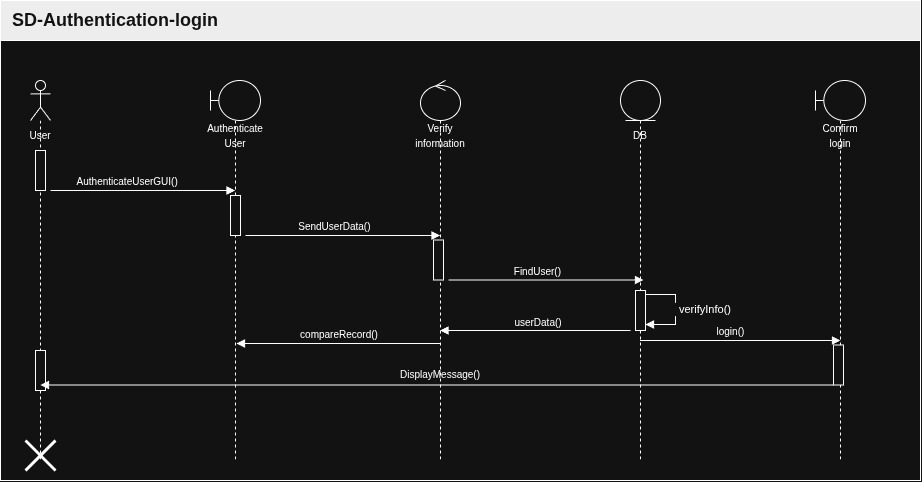 SD-Authentication-login
User
Authenticate
User
Verify
information
DB
Confirm
login
AuthenticateUserGUI()
SendUserData()
FindUser()
verifyInfo()
userData()
login()
compareRecord()
DisplayMessage()